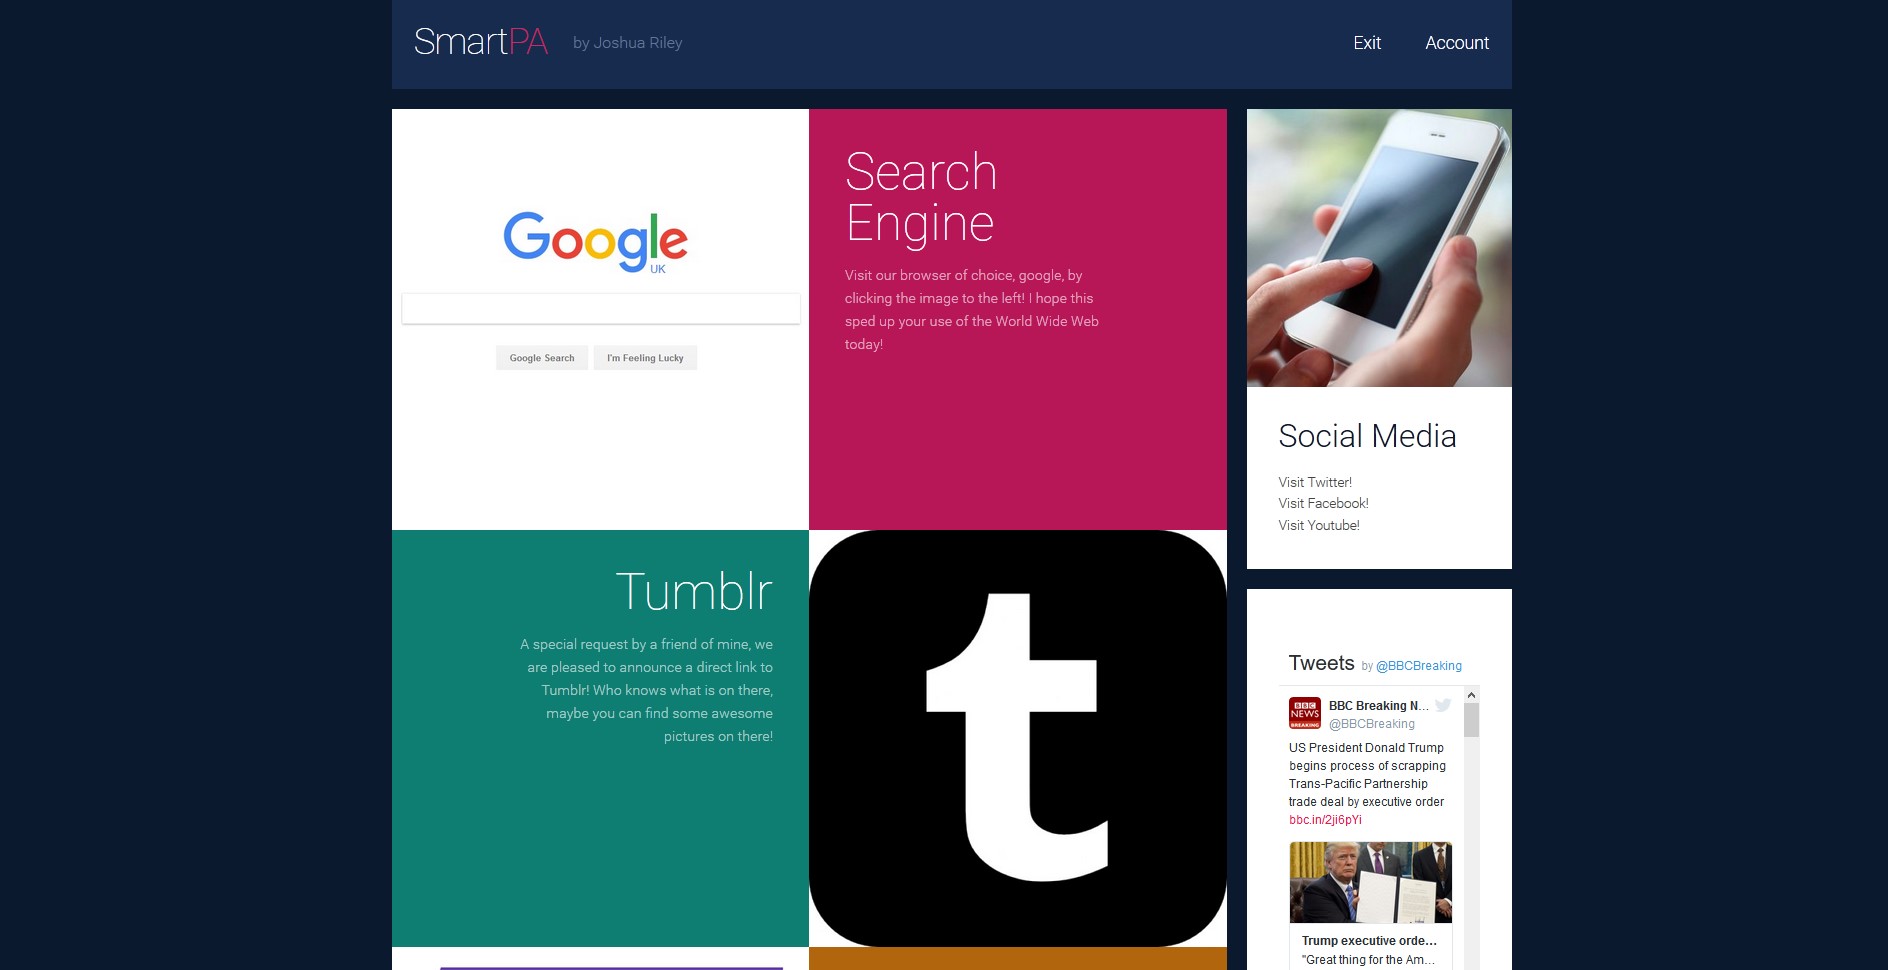 SmartPA by Joshua Riley
Exit Account
Google
UK
Google Search I'm Feeling Lucky
Search
Engine
Visit our browser of choice, google, by
clicking the image to the left! I hope this
sped up your use of the World Wide Web
today!
Tumblr
A special request by a friend of mine, we
are pleased to announce a direct link to
Tumblr! Who knows what is on there,
maybe you can find some awesome
pictures on there!
t
Social Media
Visit Twitter!
Visit Facebook!
Visit Youtube!
Tweets by @BBCBreaking
BBC
NEWS
BREAKING
BBC Breaking N...
@BBCBreaking
US President Donald Trump
begins process of scrapping
Trans-Pacific Partnership
trade deal by executive order
bbc.in/2ji6pYi
Trump executive orde...
"Great thing for the Am...